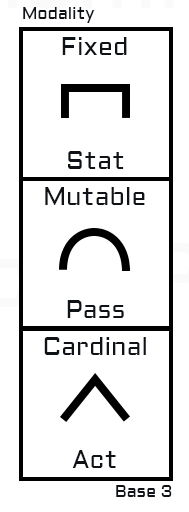 Modality
Fixed
Stat
Mutable
Pass
Cardinal
Act
Base 3